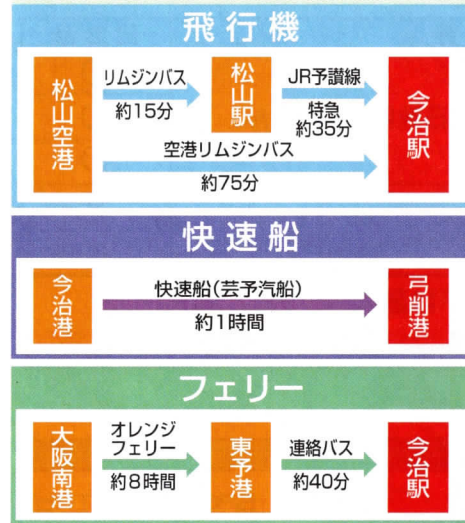 飛行機
松山空港
リムジンバス
約15分
松山駅
JR予讃線
特急
約35分
今治駅
空港リムジンバス
約75分
快速船
今治港
快速船(芸予汽船)
約1時間
弓削港
フェリー
大阪南港
オレンジ
フェリー
約8時間
東予港
連絡バス
約40分
今治駅